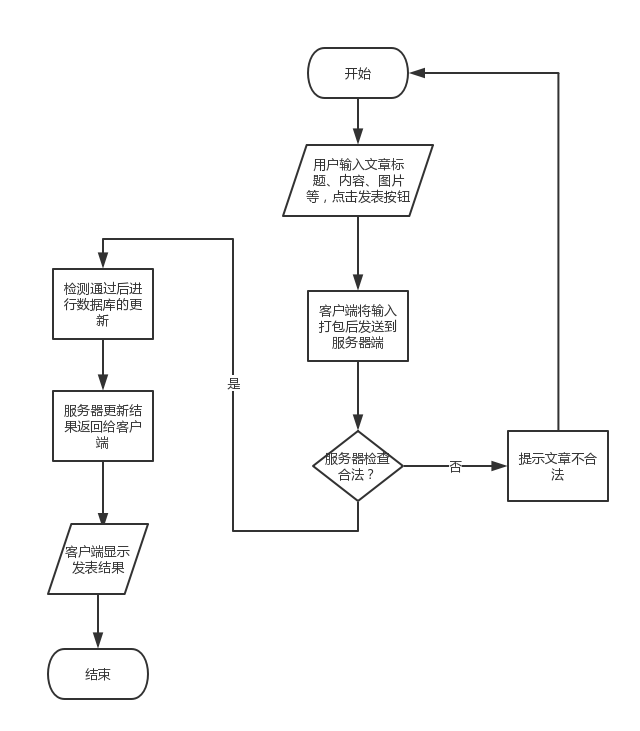 开始
用户输入文章标
题、内容、图片
等，点击发表按钮
客户端将输入
打包后发送到
服务器端
服务器检查
合法？
否
提示文章不合
法
是
检测通过后进
行数据库的更
新
服务器更新结
果返回给客户
端
客户端显示
发表结果
结束